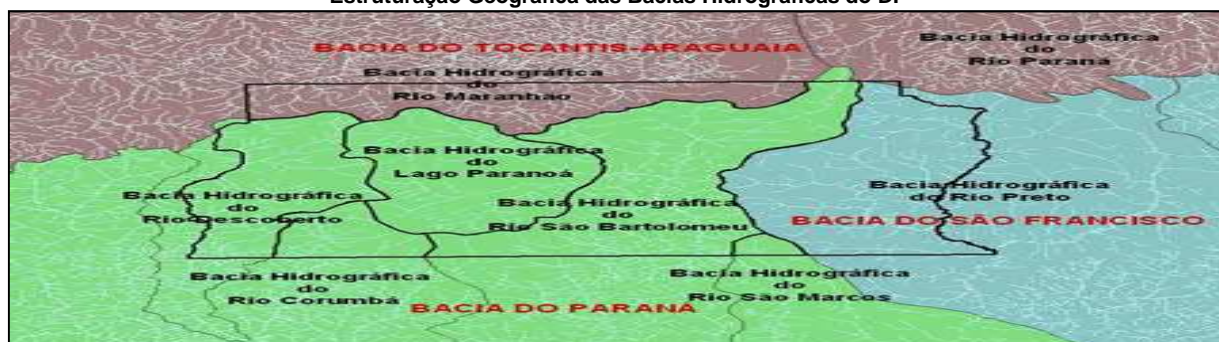 Estruturação Geográfica das Bacias Hidrográficas do DF
BACIA DO TOCANTIS-ARAGUAIA
Bacia Hidrográfica
do
Rio Paranã
Bacia Hidrográfica
do
Rio Maranhão
Bacia Hidrográfica
do
Lago Paranoá
Bacia Hidrográfica
do
Rio Descoberto
Bacia Hidrográfica
do
Rio São Bartolomeu
Bacia Hidrográfica
do Rio Preto
BACIA DO SÃO FRANCISCO
Bacia Hidrográfica
do
Rio Corumbá
Bacia Hidrográfica
do
Rio São Marcos
BACIA DO PARANÁ